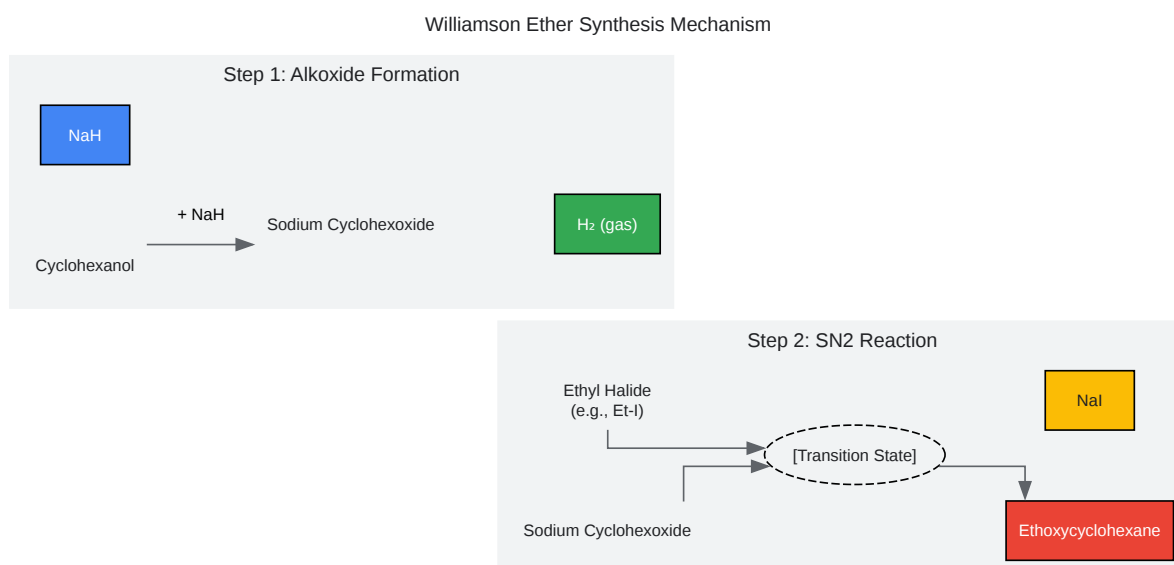 Williamson Ether Synthesis Mechanism
Step 1: Alkoxide Formation
NaH
+ NaH
Sodium Cyclohexoxide
H₂ (gas)
Cyclohexanol
Step 2: SN2 Reaction
Ethyl Halide
(e.g., Et-I)
NaI
[Transition State]
Sodium Cyclohexoxide
Ethoxycyclohexane